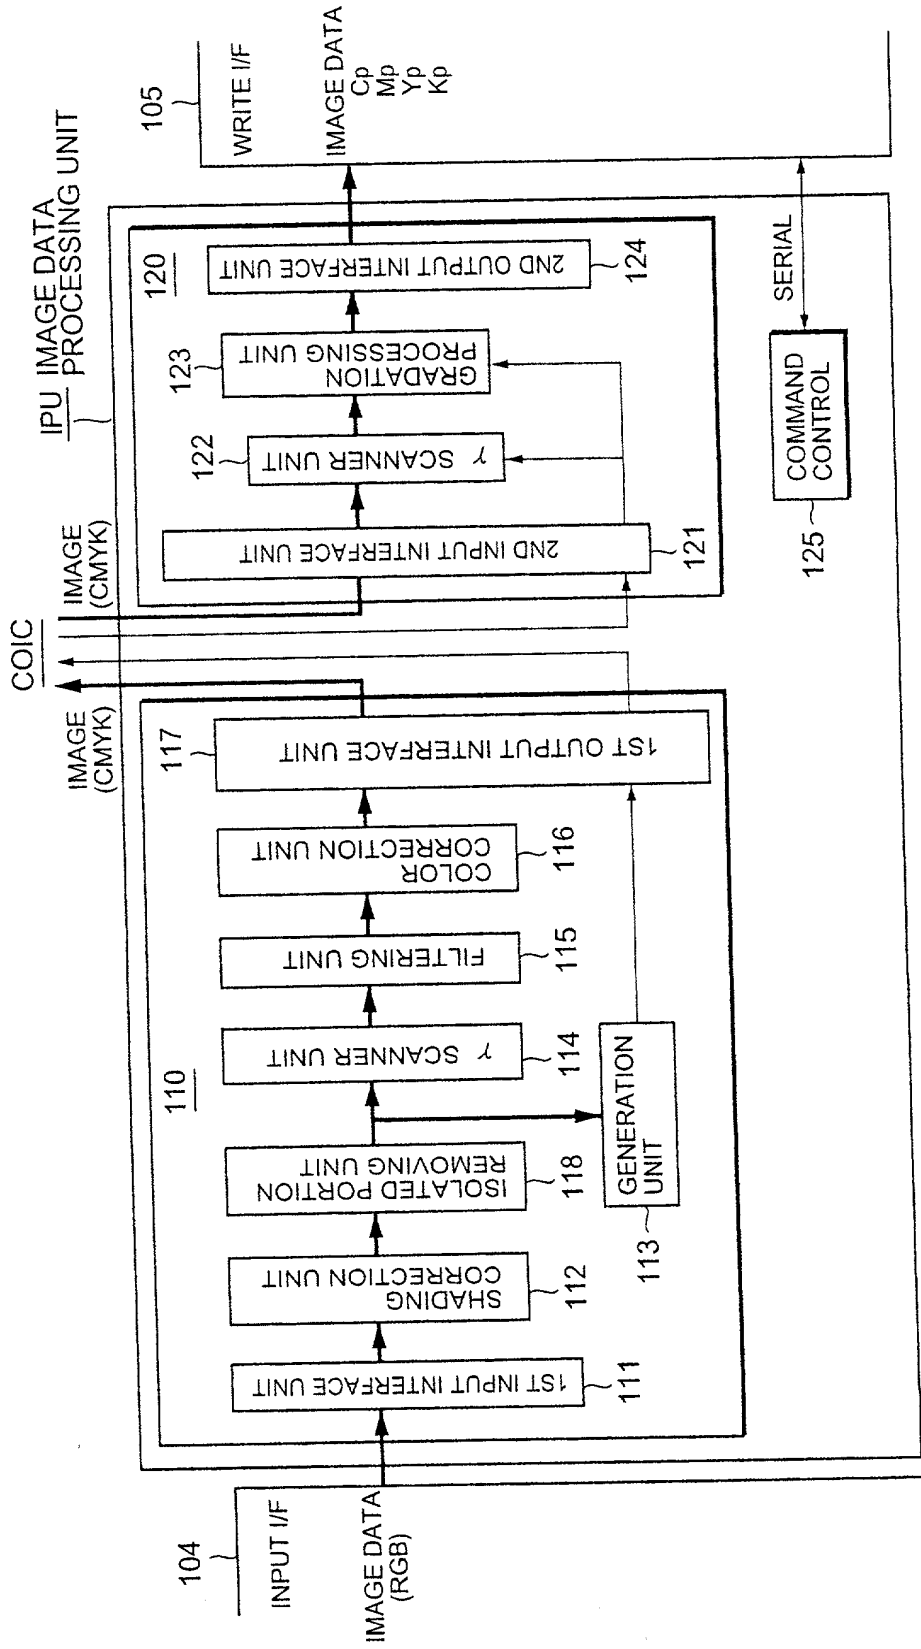 IPU IMAGE DATA
PROCESSING UNIT
COIC
IMAGE
(CMYK)
IMAGE
(CMYK)
104
INPUT I/F
IMAGE DATA
(RGB)
110
1ST INPUT INTERFACE UNIT
111
SHADING
CORRECTION UNIT
112
ISOLATED PORTION
REMOVING UNIT
118
GENERATION
UNIT
113
γ SCANNER UNIT
114
FILTERING UNIT
115
COLOR
CORRECTION UNIT
116
117
1ST OUTPUT INTERFACE UNIT
120
2ND INPUT INTERFACE UNIT
121
122
γ SCANNER UNIT
123
GRADATION
PROCESSING UNIT
2ND OUTPUT INTERFACE UNIT
124
COMMAND
CONTROL
125
SERIAL
105
WRITE I/F
IMAGE DATA
Cp
Mp
Yp
Kp